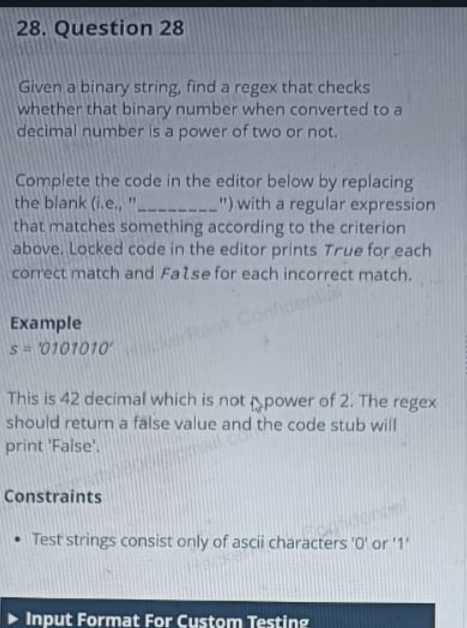 28. Question 28
Given a binary string, find a regex that checks
whether that binary number when converted to a
decimal number is a power of two or not.
Complete the code in the editor below by replacing
the blank (i.e., "________") with a regular expression
that matches something according to the criterion
above. Locked code in the editor prints True for each
correct match and False for each incorrect match.
Example
s = '0101010'
This is 42 decimal which is not power of 2. The regex
should return a false value and the code stub will
print 'False'.
Constraints
• Test strings consist only of ascii characters '0' or '1'
▶ Input Format For Custom Testing
HackerRank Confidential